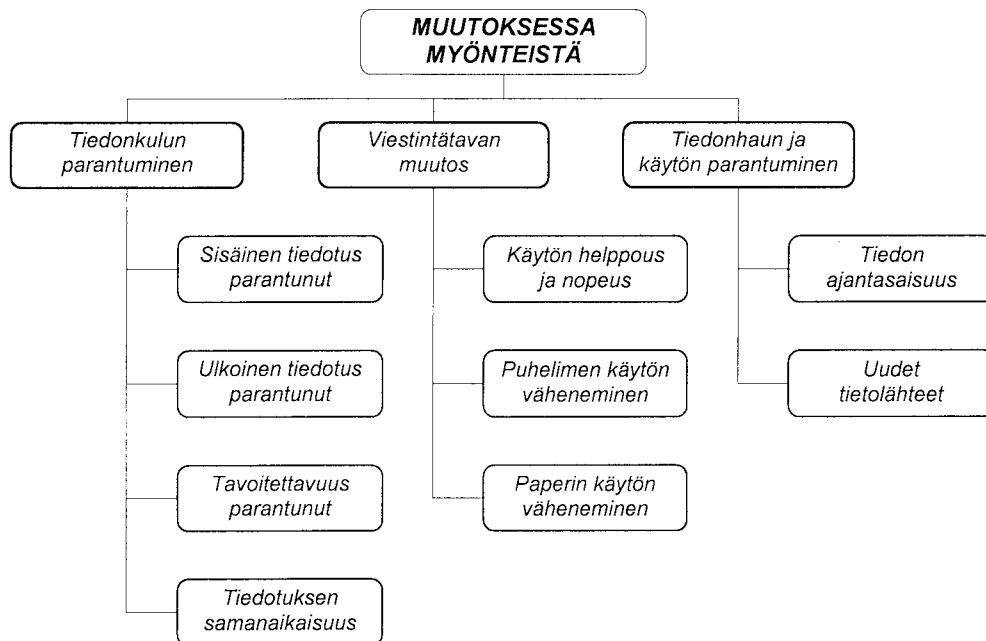 MUUTOKSESSA
MYÖNTEISTÄ
Tiedonkulun
parantuminen
Viestintätavan
muutos
Tiedonhaun ja
käytön parantuminen
Sisäinen tiedotus
parantunut
Ulkoinen tiedotus
parantunut
Tavoitettavuus
parantunut
Tiedotuksen
samanaikaisuus
Käytön helppous
ja nopeus
Puhelimen käytön
väheneminen
Paperin käytön
väheneminen
Tiedon
ajantasaisuus
Uudet
tietolähteet